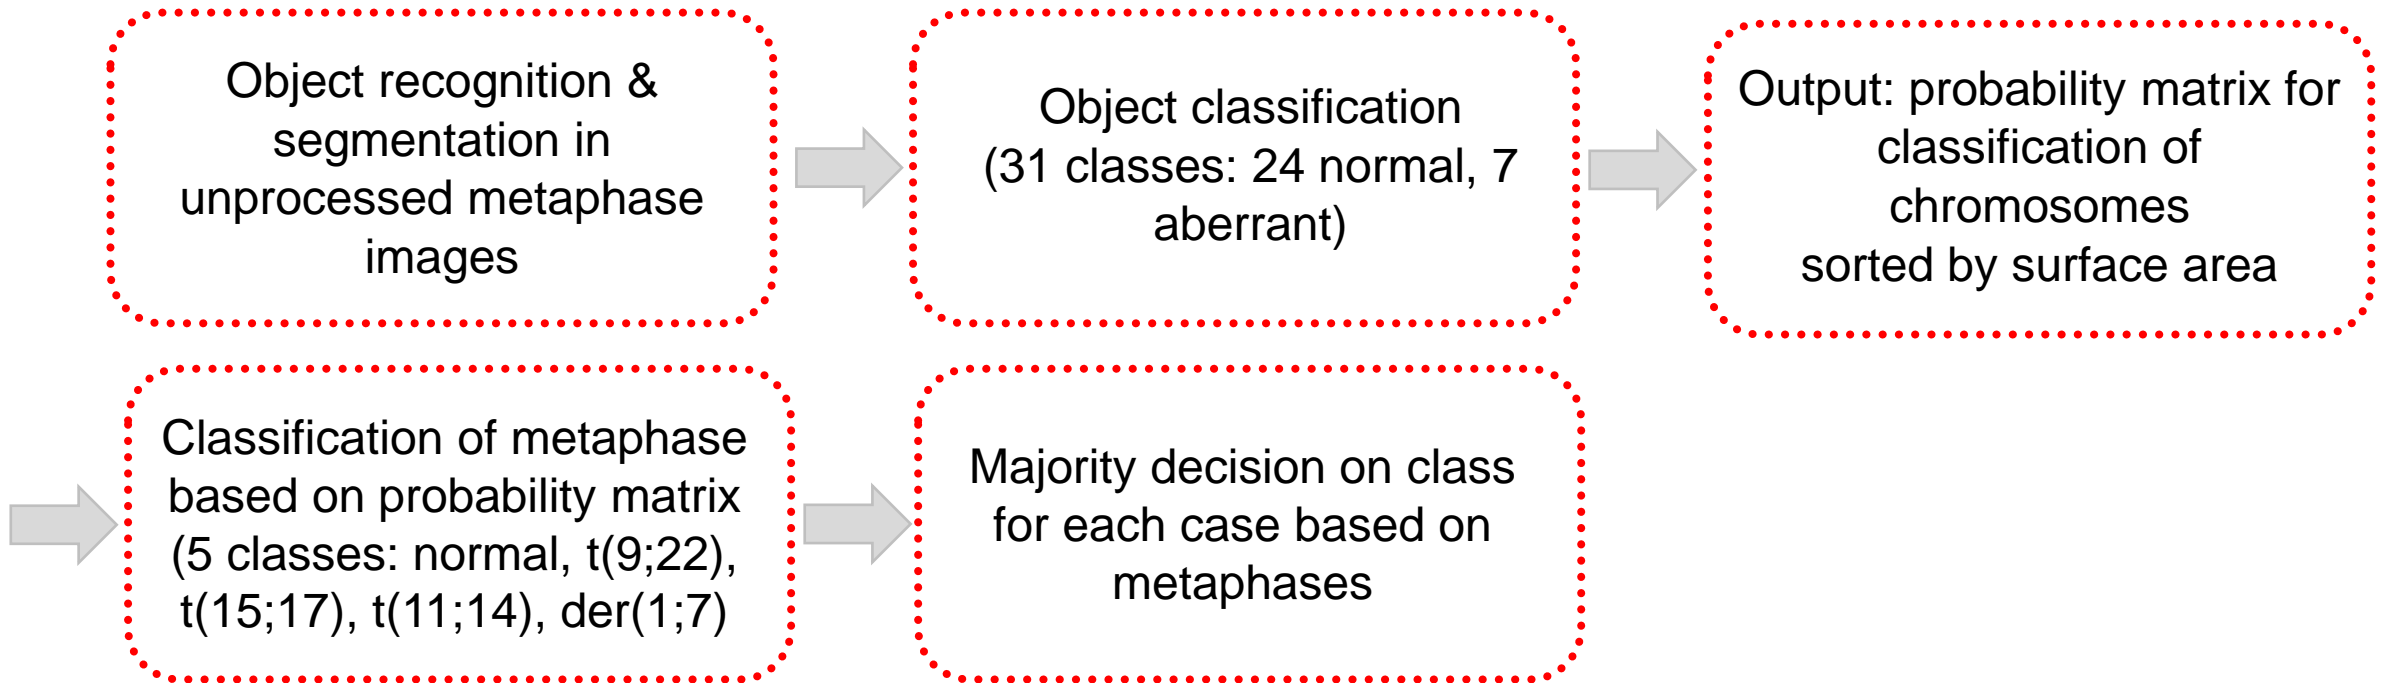 Object recognition &
segmentation in
unprocessed metaphase
images
Object classification
(31 classes: 24 normal, 7
aberrant)
Output: probability matrix for
classification of
chromosomes
sorted by surface area
Classification of metaphase
based on probability matrix
(5 classes: normal, t(9;22),
t(15;17), t(11;14), der(1;7)
Majority decision on class
for each case based on
metaphases